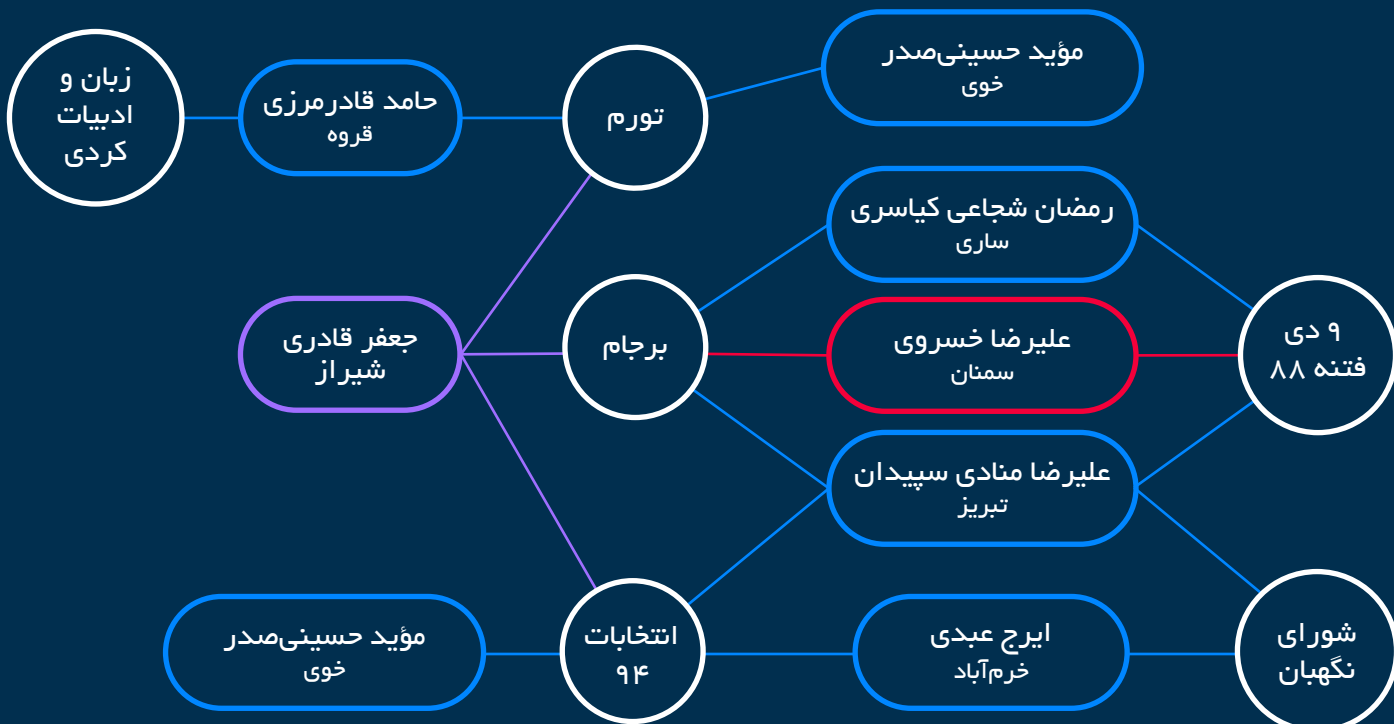 مؤید حسینی‌صدر
خوی
تورم
حامد قادرمرزی
قروه
زبان و
ادبیات
کردی
رمضان شجاعی کیاسری
ساری
۹ دی
فتنه ۸۸
علیرضا خسروی
سمنان
برجام
جعفر قادری
شیراز
علیرضا منادی سپیدان
تبریز
شورای
نگهبان
ایرج عبدی
خرم‌آباد
انتخابات
۹۴
مؤید حسینی‌صدر
خوی